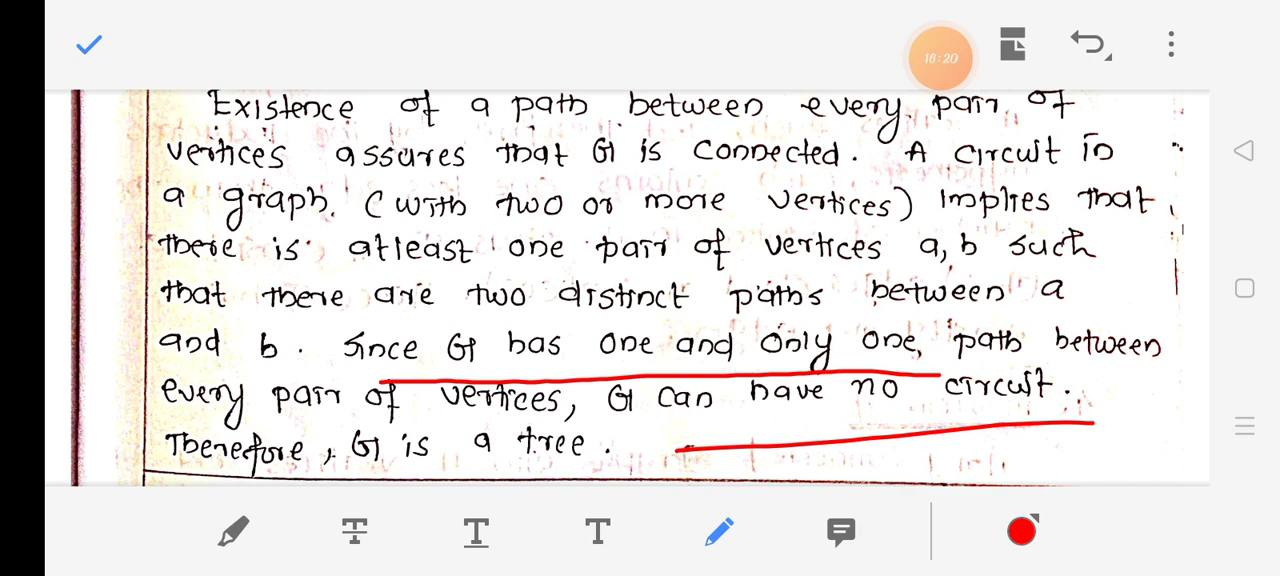 16:20
Existence of a path between every pair of
vertices assures that G is connected. A circuit in
a graph (with two or more vertices) implies that
there is atleast one pair of vertices a, b such
that there are two distinct paths between a
and b. Since G has one and only one, path between
every pair of vertices, G can have no circuit.
Therefore, G is a tree.
T T T